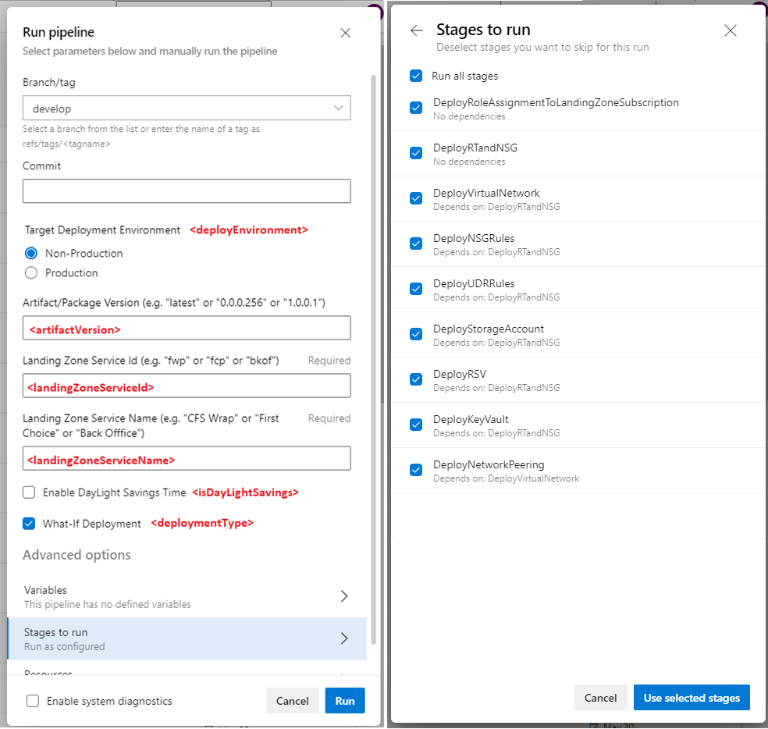 Run pipeline
Select parameters below and manually run the pipeline
Branch/tag
develop
Select a branch from the list or enter the name of a tag as
refs/tags/<tagname>
Commit
Target Deployment Environment <deployEnvironment>
Non-Production
Production
Artifact/Package Version (e.g. "latest" or "0.0.0.256" or "1.0.0.1")
<artifactVersion>
Landing Zone Service Id (e.g. "fwp" or "fcp" or "bkof") Required
<landingZoneServiceId>
Landing Zone Service Name (e.g. "CFS Wrap" or "First Required
Choice" or "Back Offfice")
<landingZoneServiceName>
Enable DayLight Savings Time <isDayLightSavings>
What-If Deployment <deploymentType>
Advanced options
Variables
This pipeline has no defined variables
Stages to run
Run as configured
Resources
Enable system diagnostics
Cancel
Run
Stages to run
Deselect stages you want to skip for this run
Run all stages
DeployRoleAssignmentToLandingZoneSubscription
No dependencies
DeployRTandNSG
No dependencies
DeployVirtualNetwork
Depends on: DeployRTandNSG
DeployNSGRules
Depends on: DeployRTandNSG
DeployUDRRules
Depends on: DeployRTandNSG
DeployStorageAccount
Depends on: DeployRTandNSG
DeployRSV
Depends on: DeployRTandNSG
DeployKeyVault
Depends on: DeployRTandNSG
DeployNetworkPeering
Depends on: DeployVirtualNetwork
Cancel
Use selected stages